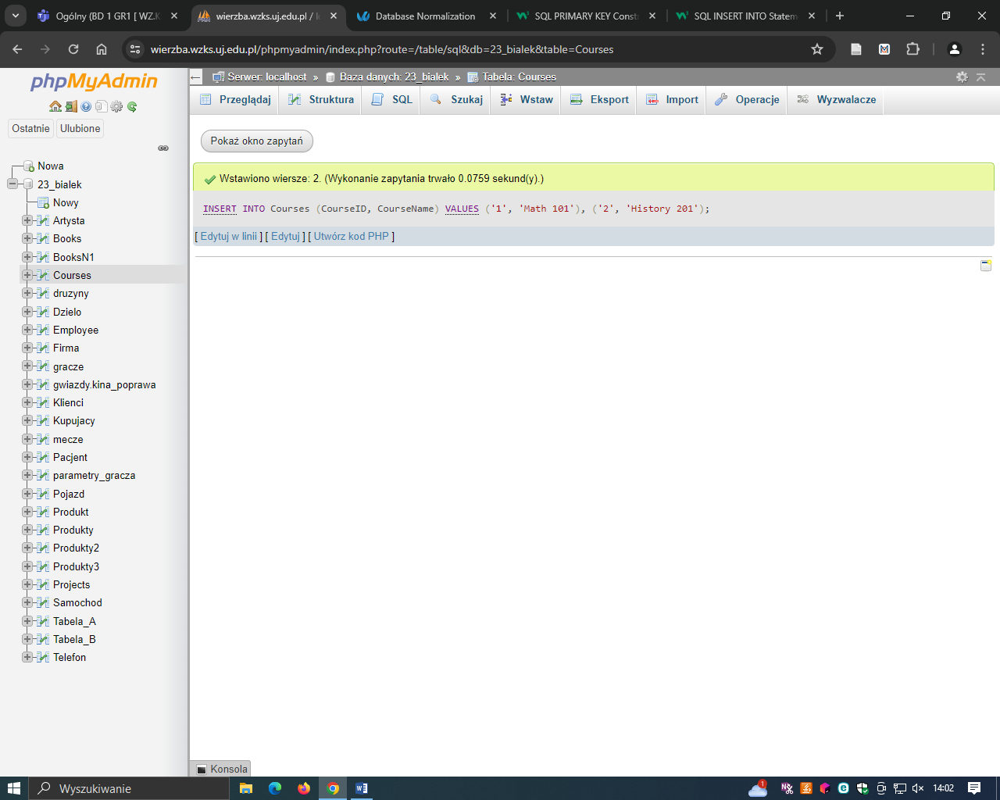 Ogólny (BD 1 GR1 [ WZ.K
wierzba.wzks.uj.edu.pl / l
Database Normalization
SQL PRIMARY KEY Const
SQL INSERT INTO Statem
wierzba.wzks.uj.edu.pl/phpmyadmin/index.php?route=/table/sql&db=23_bialek&table=Courses
phpMyAdmin
Ostatnie Ulubione
Nowa
23_bialek
Nowy
Artysta
Books
BooksN1
Courses
druzyny
Dzielo
Employee
Firma
gracze
gwiazdy.kina_poprawa
Klienci
Kupujacy
mecze
Pacjent
parametry_gracza
Pojazd
Produkt
Produkty
Produkty2
Produkty3
Projects
Samochod
Tabela_A
Tabela_B
Telefon
Serwer: localhost » Baza danych: 23_bialek » Tabela: Courses
Przeglądaj Struktura SQL Szukaj Wstaw Eksport Import Operacje Wyzwalacze
Pokaż okno zapytań
Wstawiono wiersze: 2. (Wykonanie zapytania trwało 0.0759 sekund(y).)
INSERT INTO Courses (CourseID, CourseName) VALUES ('1', 'Math 101'), ('2', 'History 201');
[ Edytuj w linii ] [ Edytuj ] [ Utwórz kod PHP ]
Konsola
Wyszukiwanie
1
14:02